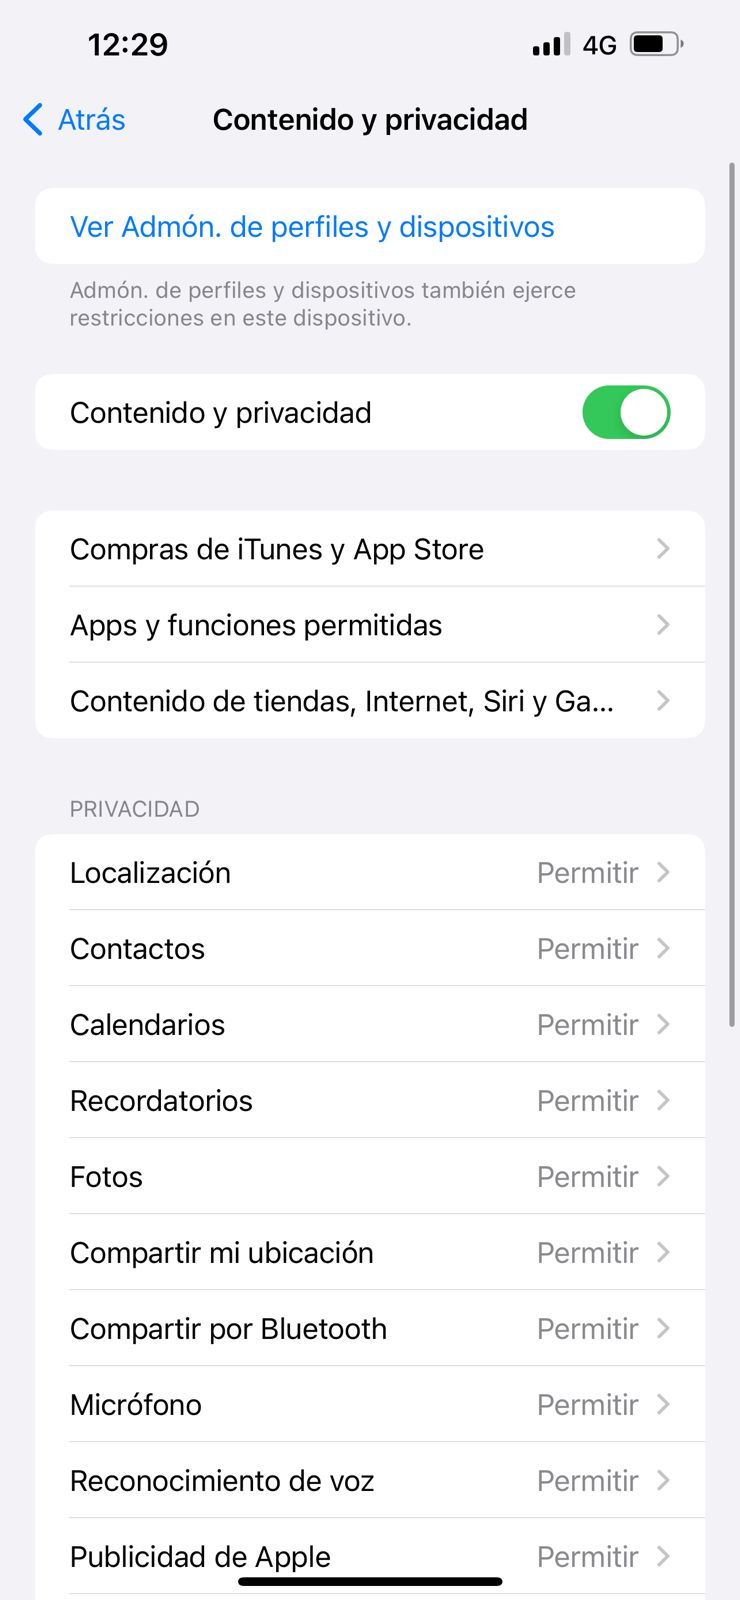 12:29
4G
Atrás
Contenido y privacidad
Ver Admón. de perfiles y dispositivos
Admón. de perfiles y dispositivos también ejerce
restricciones en este dispositivo.
Contenido y privacidad
Compras de iTunes y App Store
Apps y funciones permitidas
Contenido de tiendas, Internet, Siri y Ga...
PRIVACIDAD
Localización Permitir
Contactos Permitir
Calendarios Permitir
Recordatorios Permitir
Fotos Permitir
Compartir mi ubicación Permitir
Compartir por Bluetooth Permitir
Micrófono Permitir
Reconocimiento de voz Permitir
Publicidad de Apple Permitir